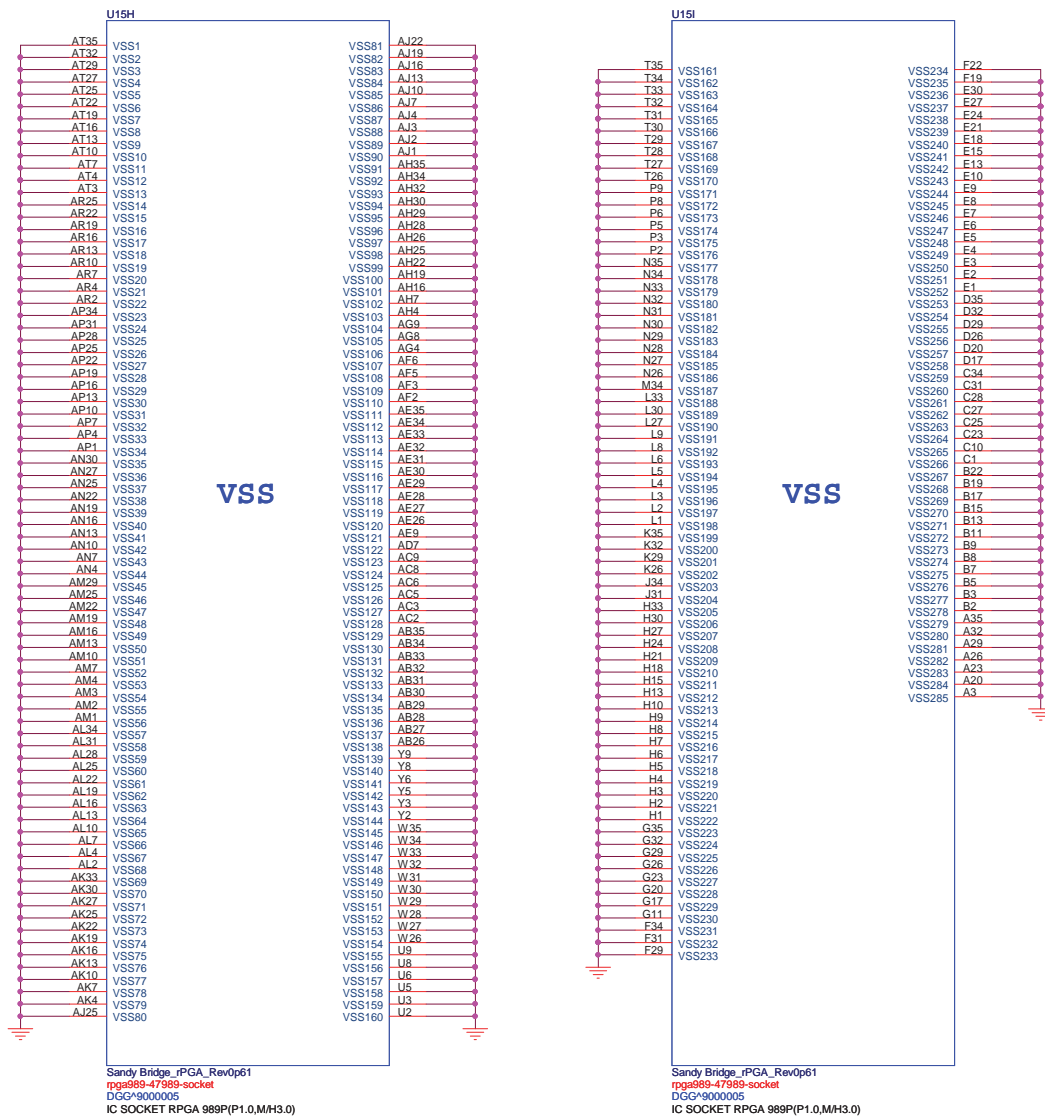 U15H
AT35 VSS1 VSS81 AJ22
AT32 VSS2 VSS82 AJ19
AT29 VSS3 VSS83 AJ16
AT27 VSS4 VSS84 AJ13
AT25 VSS5 VSS85 AJ10
AT22 VSS6 VSS86 AJ7
AT19 VSS7 VSS87 AJ4
AT16 VSS8 VSS88 AJ3
AT13 VSS9 VSS89 AJ2
AT10 VSS10 VSS90 AJ1
AT7 VSS11 VSS91 AH35
AT4 VSS12 VSS92 AH34
AT3 VSS13 VSS93 AH32
AR25 VSS14 VSS94 AH30
AR22 VSS15 VSS95 AH29
AR19 VSS16 VSS96 AH28
AR16 VSS17 VSS97 AH26
AR13 VSS18 VSS98 AH25
AR10 VSS19 VSS99 AH22
AR7 VSS20 VSS100 AH19
AR4 VSS21 VSS101 AH16
AR2 VSS22 VSS102 AH7
AP34 VSS23 VSS103 AH4
AP31 VSS24 VSS104 AG9
AP28 VSS25 VSS105 AG8
AP25 VSS26 VSS106 AG4
AP22 VSS27 VSS107 AF6
AP19 VSS28 VSS108 AF5
AP16 VSS29 VSS109 AF3
AP13 VSS30 VSS110 AF2
AP10 VSS31 VSS111 AE35
AP7 VSS32 VSS112 AE34
AP4 VSS33 VSS113 AE33
AP1 VSS34 VSS114 AE32
AN30 VSS35 VSS115 AE31
AN27 VSS36 VSS116 AE30
AN25 VSS37 VSS117 AE29
AN22 VSS38 VSS118 AE28
AN19 VSS39 VSS119 AE27
AN16 VSS40 VSS120 AE26
AN13 VSS41 VSS121 AE9
AN10 VSS42 VSS122 AD7
AN7 VSS43 VSS123 AC9
AN4 VSS44 VSS124 AC8
AM29 VSS45 VSS125 AC6
AM25 VSS46 VSS126 AC5
AM22 VSS47 VSS127 AC3
AM19 VSS48 VSS128 AC2
AM16 VSS49 VSS129 AB35
AM13 VSS50 VSS130 AB34
AM10 VSS51 VSS131 AB33
AM7 VSS52 VSS132 AB32
AM4 VSS53 VSS133 AB31
AM3 VSS54 VSS134 AB30
AM2 VSS55 VSS135 AB29
AM1 VSS56 VSS136 AB28
AL34 VSS57 VSS137 AB27
AL31 VSS58 VSS138 AB26
AL28 VSS59 VSS139 Y9
AL25 VSS60 VSS140 Y8
AL22 VSS61 VSS141 Y6
AL19 VSS62 VSS142 Y5
AL16 VSS63 VSS143 Y3
AL13 VSS64 VSS144 Y2
AL10 VSS65 VSS145 W35
AL7 VSS66 VSS146 W34
AL4 VSS67 VSS147 W33
AL2 VSS68 VSS148 W32
AK33 VSS69 VSS149 W31
AK30 VSS70 VSS150 W30
AK27 VSS71 VSS151 W29
AK25 VSS72 VSS152 W28
AK22 VSS73 VSS153 W27
AK19 VSS74 VSS154 W26
AK16 VSS75 VSS155 U9
AK13 VSS76 VSS156 U8
AK10 VSS77 VSS157 U6
AK7 VSS78 VSS158 U5
AK4 VSS79 VSS159 U3
AJ25 VSS80 VSS160 U2
VSS
Sandy Bridge_rPGA_Rev0p61
rpga989-47989-socket
DGG^9000005
IC SOCKET RPGA 989P(P1.0,M/H3.0)
U15I
T35 VSS161 VSS234 F22
T34 VSS162 VSS235 F19
T33 VSS163 VSS236 E30
T32 VSS164 VSS237 E27
T31 VSS165 VSS238 E24
T30 VSS166 VSS239 E21
T29 VSS167 VSS240 E18
T28 VSS168 VSS241 E15
T27 VSS169 VSS242 E13
T26 VSS170 VSS243 E10
P9 VSS171 VSS244 E9
P8 VSS172 VSS245 E8
P6 VSS173 VSS246 E7
P5 VSS174 VSS247 E6
P3 VSS175 VSS248 E5
P2 VSS176 VSS249 E4
N35 VSS177 VSS250 E3
N34 VSS178 VSS251 E2
N33 VSS179 VSS252 E1
N32 VSS180 VSS253 D35
N31 VSS181 VSS254 D32
N30 VSS182 VSS255 D29
N29 VSS183 VSS256 D26
N28 VSS184 VSS257 D20
N27 VSS185 VSS258 D17
N26 VSS186 VSS259 C34
M34 VSS187 VSS260 C31
L33 VSS188 VSS261 C28
L30 VSS189 VSS262 C27
L27 VSS190 VSS263 C25
L9 VSS191 VSS264 C23
L8 VSS192 VSS265 C10
L6 VSS193 VSS266 C1
L5 VSS194 VSS267 B22
L4 VSS195 VSS268 B19
L3 VSS196 VSS269 B17
L2 VSS197 VSS270 B15
L1 VSS198 VSS271 B13
K35 VSS199 VSS272 B11
K32 VSS200 VSS273 B9
K29 VSS201 VSS274 B8
K26 VSS202 VSS275 B7
J34 VSS203 VSS276 B5
J31 VSS204 VSS277 B3
H33 VSS205 VSS278 B2
H30 VSS206 VSS279 A35
H27 VSS207 VSS280 A32
H24 VSS208 VSS281 A29
H21 VSS209 VSS282 A26
H18 VSS210 VSS283 A23
H15 VSS211 VSS284 A20
H13 VSS212 VSS285 A3
H10 VSS213
H9 VSS214
H8 VSS215
H7 VSS216
H6 VSS217
H5 VSS218
H4 VSS219
H3 VSS220
H2 VSS221
H1 VSS222
G35 VSS223
G32 VSS224
G29 VSS225
G26 VSS226
G23 VSS227
G20 VSS228
G17 VSS229
G11 VSS230
F34 VSS231
F31 VSS232
F29 VSS233
VSS
Sandy Bridge_rPGA_Rev0p61
rpga989-47989-socket
DGG^9000005
IC SOCKET RPGA 989P(P1.0,M/H3.0)